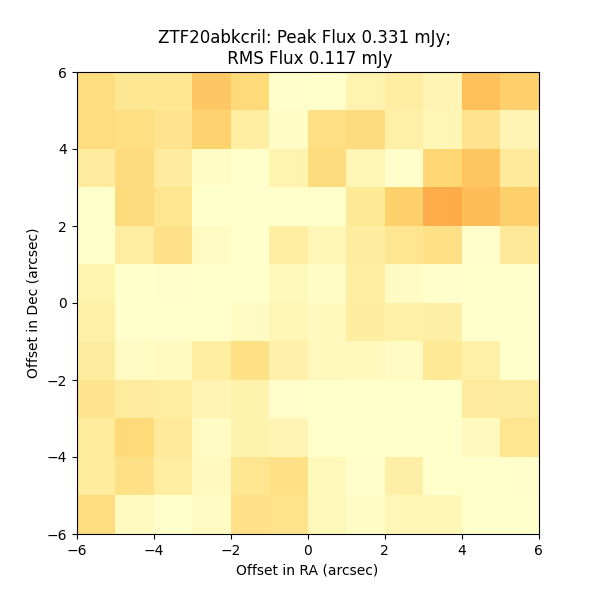 ZTF20abkcril: Peak Flux 0.331 mJy;
RMS Flux 0.117 mJy
6
4
2
0
−2
−4
−6
Offset in Dec (arcsec)
−6 −4 −2 0 2 4 6
Offset in RA (arcsec)